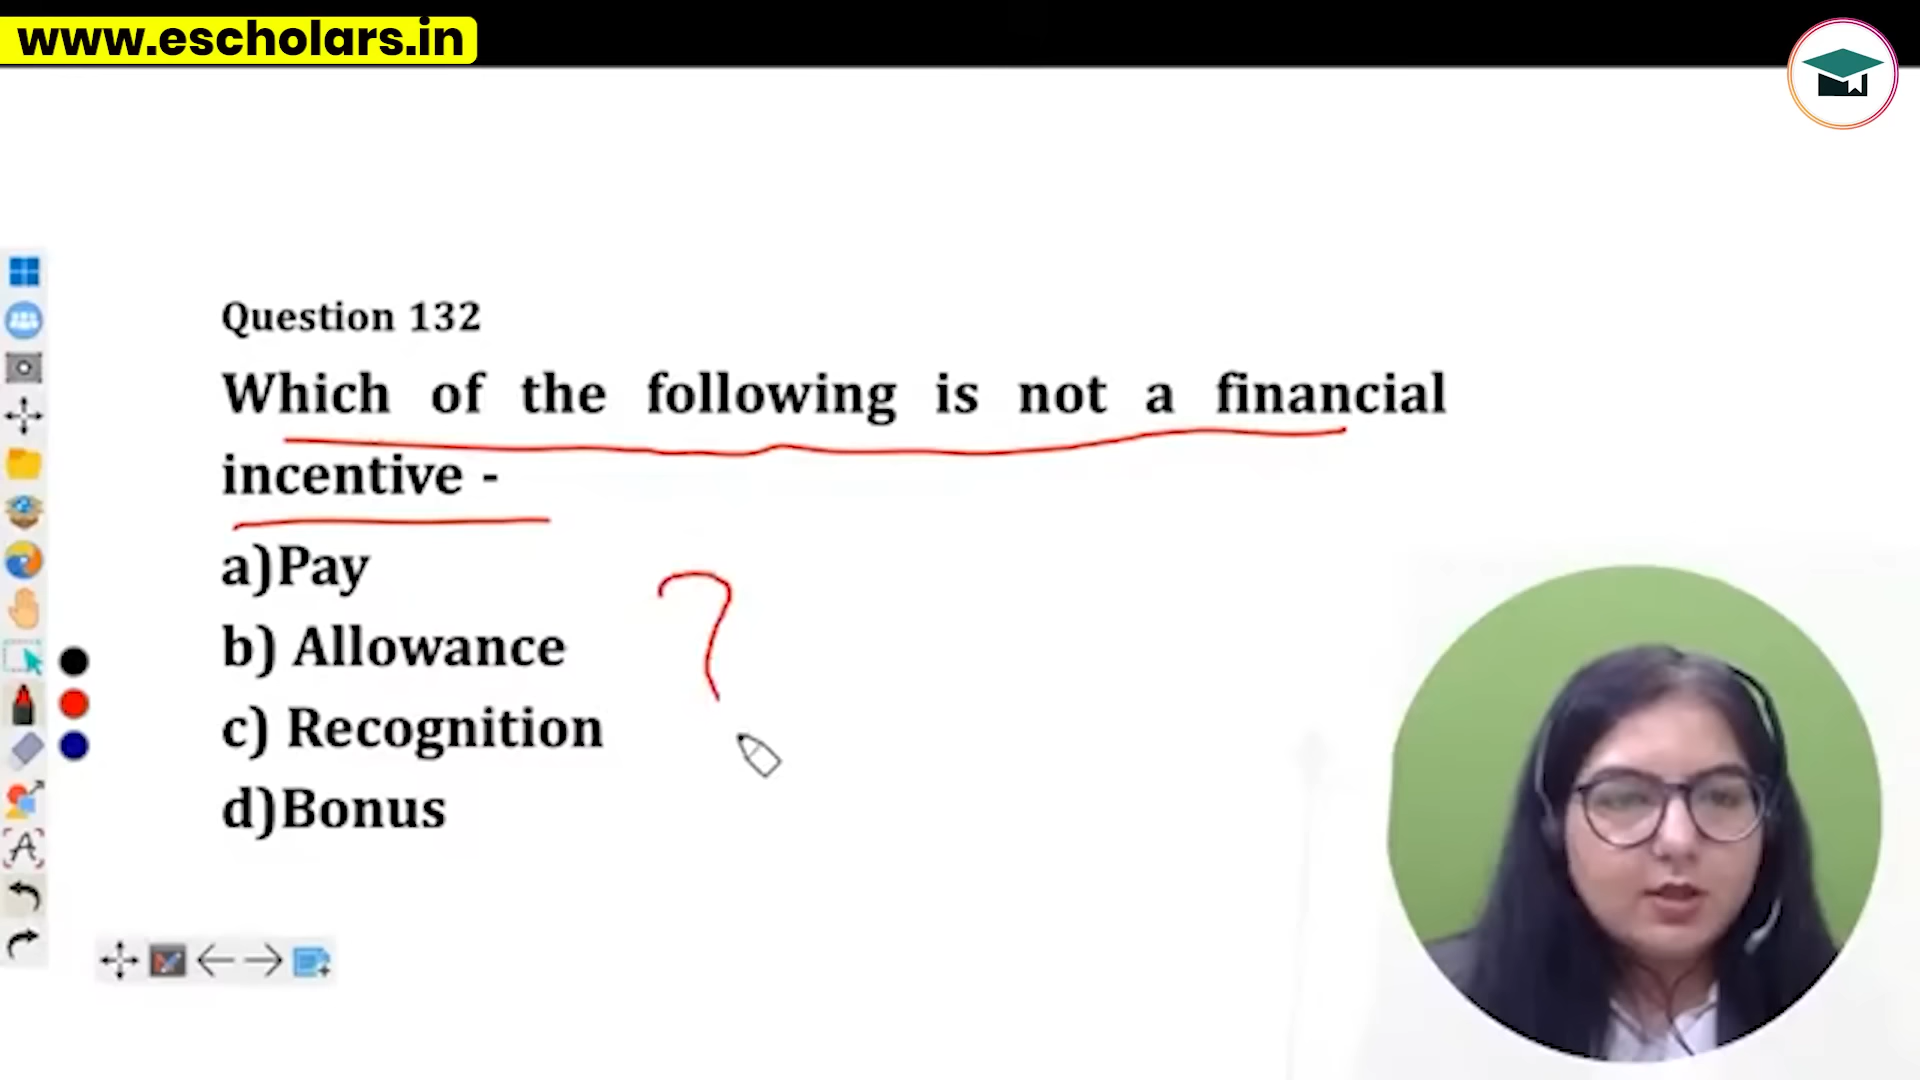 www.escholars.in
Question 132
Which of the following is not a financial
incentive -
a)Pay
b) Allowance
c) Recognition
d)Bonus
?